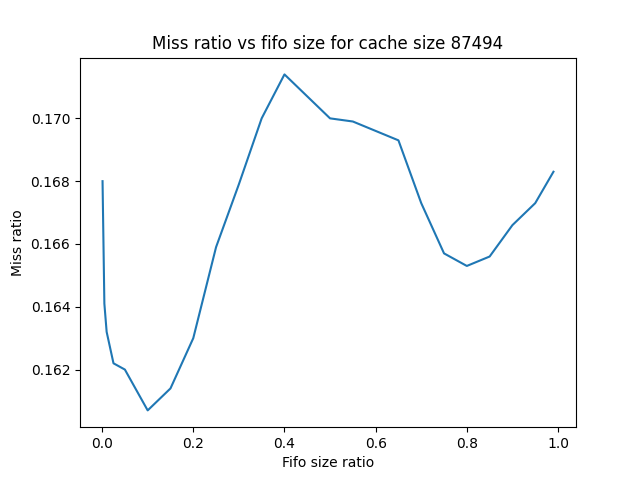 Miss ratio vs fifo size for cache size 87494
0.170
0.168
0.166
0.164
0.162
Miss ratio
0.0 0.2 0.4 0.6 0.8 1.0
Fifo size ratio